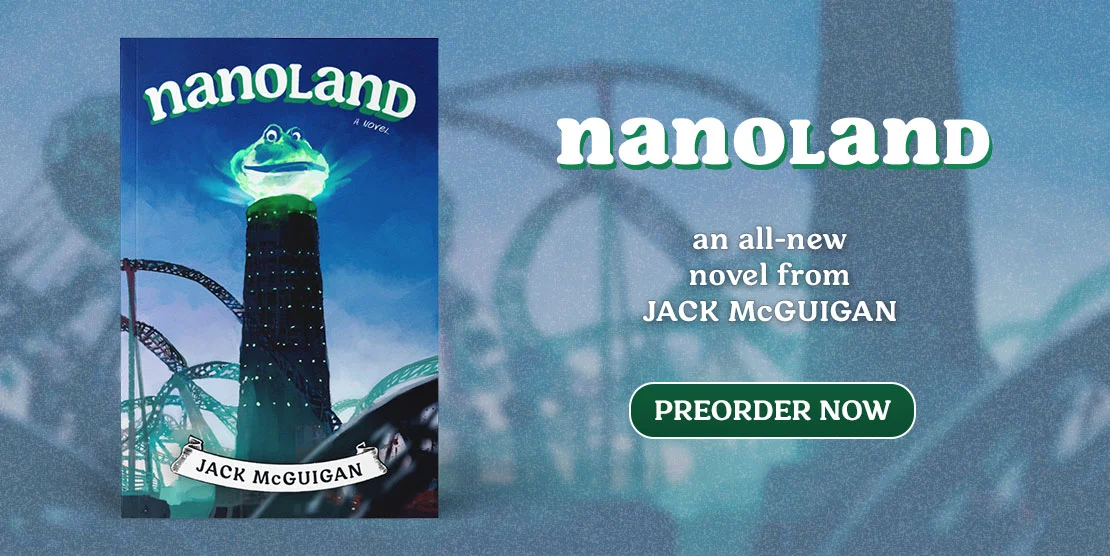 nanoLanD
A NOVEL
JACK McGUIGAN
nanoLanD
an all-new
novel from
JACK McGUIGAN
PREORDER NOW